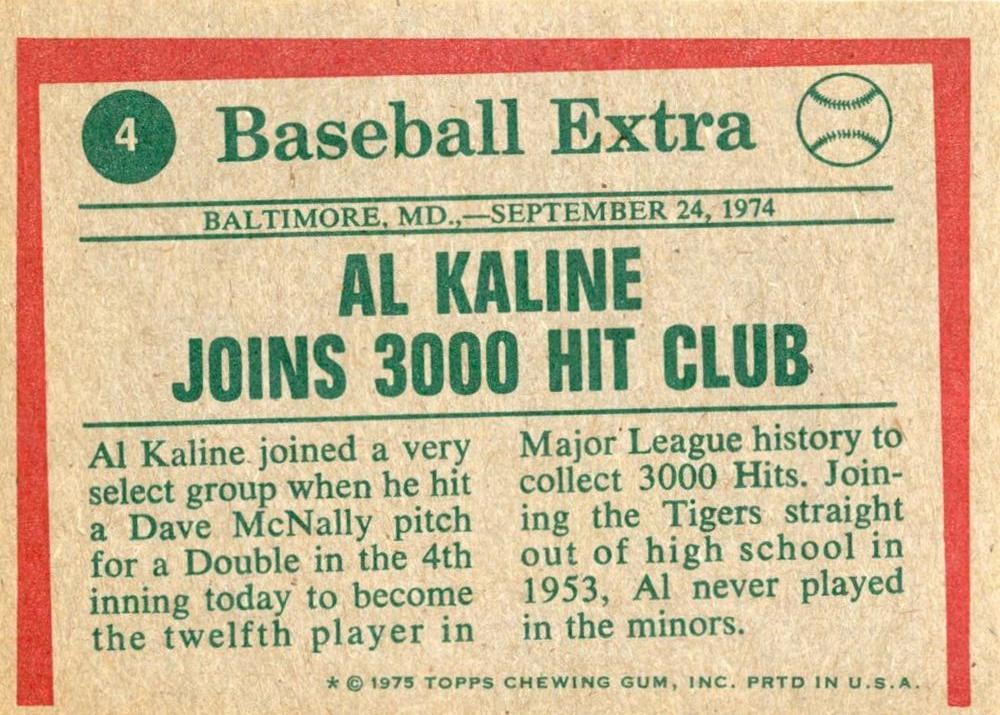 4
Baseball Extra
BALTIMORE, MD.,—SEPTEMBER 24, 1974
AL KALINE
JOINS 3000 HIT CLUB
Al Kaline joined a very
select group when he hit
a Dave McNally pitch
for a Double in the 4th
inning today to become
the twelfth player in
Major League history to
collect 3000 Hits. Join-
ing the Tigers straight
out of high school in
1953, Al never played
in the minors.
* © 1975 TOPPS CHEWING GUM, INC. PRTD IN U.S.A.